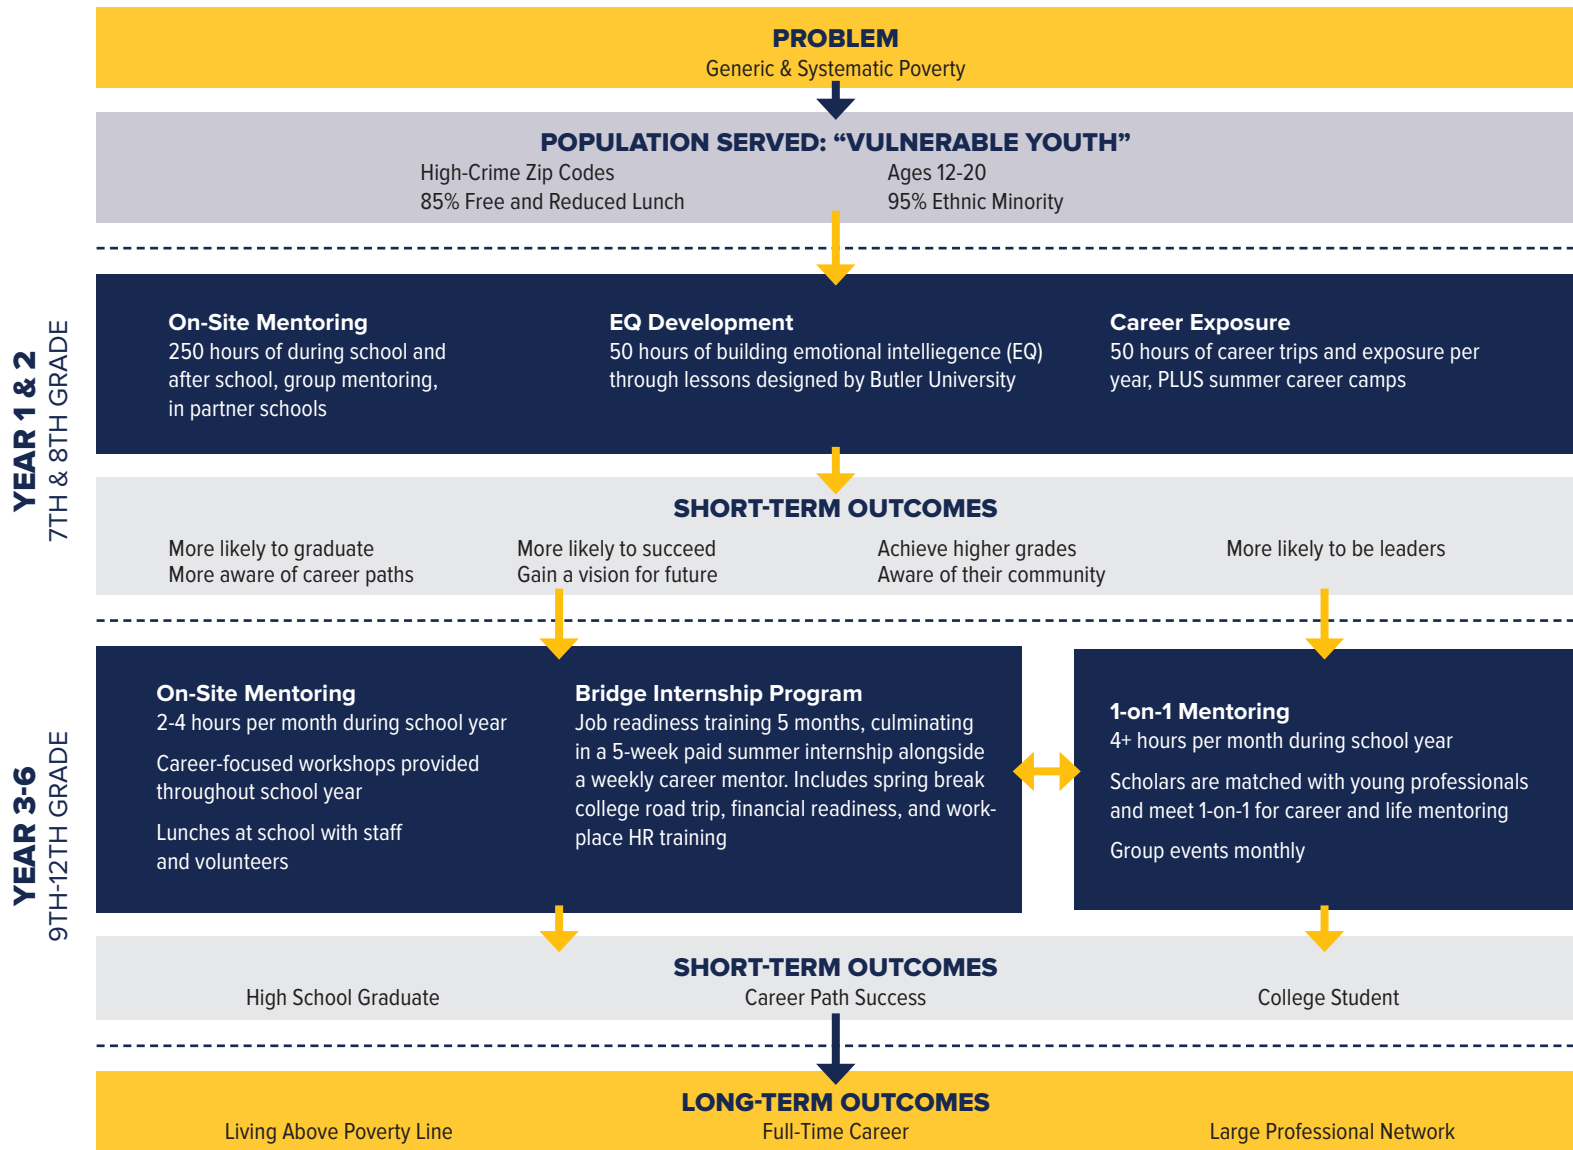 PROBLEM
Generic & Systematic Poverty
POPULATION SERVED: “VULNERABLE YOUTH”
High-Crime Zip Codes
85% Free and Reduced Lunch
Ages 12-20
95% Ethnic Minority
YEAR 1 & 2
7TH & 8TH GRADE
On-Site Mentoring
250 hours of during school and
after school, group mentoring,
in partner schools
EQ Development
50 hours of building emotional intelliegence (EQ)
through lessons designed by Butler University
Career Exposure
50 hours of career trips and exposure per
year, PLUS summer career camps
SHORT-TERM OUTCOMES
More likely to graduate
More aware of career paths
More likely to succeed
Gain a vision for future
Achieve higher grades
Aware of their community
More likely to be leaders
YEAR 3-6
9TH-12TH GRADE
On-Site Mentoring
2-4 hours per month during school year
Career-focused workshops provided
throughout school year
Lunches at school with staff
and volunteers
Bridge Internship Program
Job readiness training 5 months, culminating
in a 5-week paid summer internship alongside
a weekly career mentor. Includes spring break
college road trip, financial readiness, and work-
place HR training
1-on-1 Mentoring
4+ hours per month during school year
Scholars are matched with young professionals
and meet 1-on-1 for career and life mentoring
Group events monthly
SHORT-TERM OUTCOMES
High School Graduate
Career Path Success
College Student
LONG-TERM OUTCOMES
Living Above Poverty Line
Full-Time Career
Large Professional Network